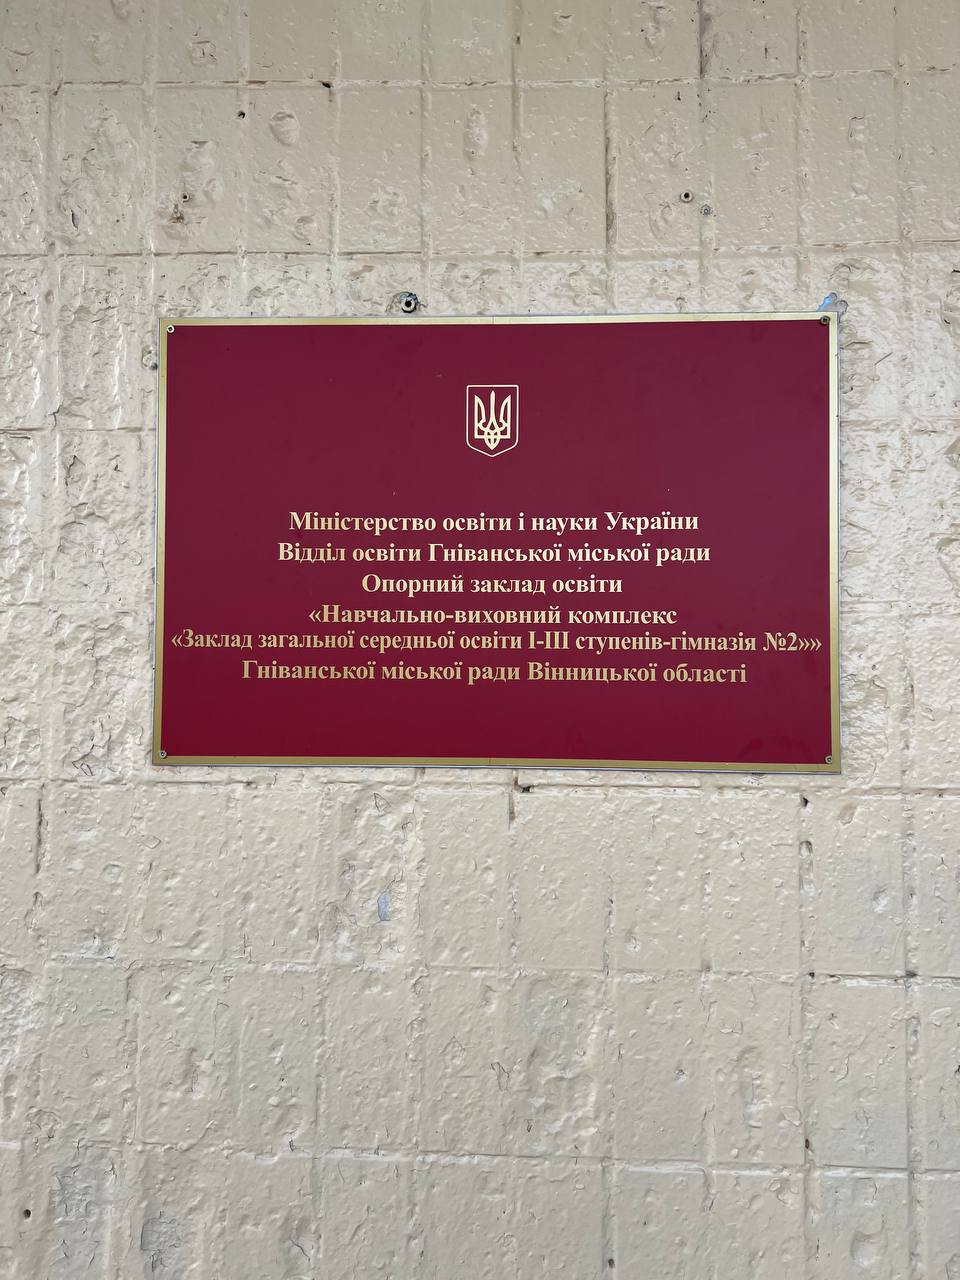 Міністерство освіти і науки України
Відділ освіти Гніванської міської ради
Опорний заклад освіти
«Навчально-виховний комплекс
«Заклад загальної середньої освіти І-ІІІ ступенів-гімназія №2»»
Гніванської міської ради Вінницької області